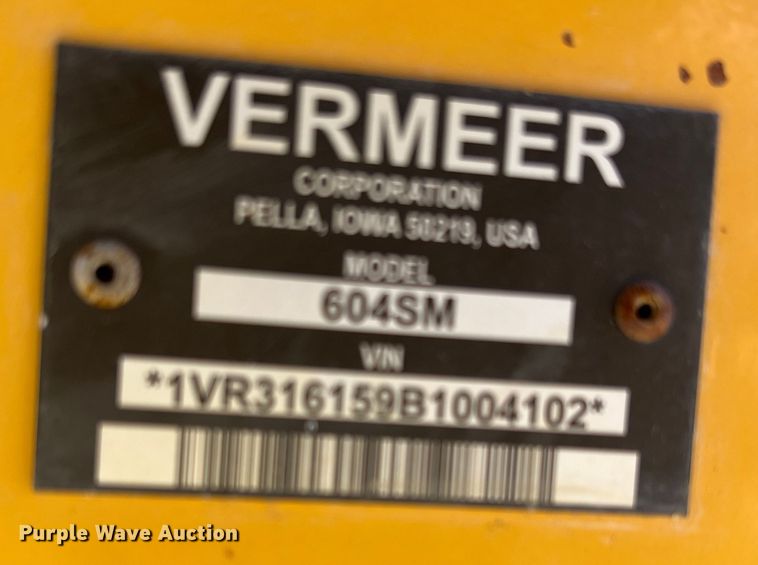 VERMEER
CORPORATION
PELLA, IOWA 50219, USA
MODEL
604SM
VIN
*1VR316159B1004102*
Purple Wave Auction